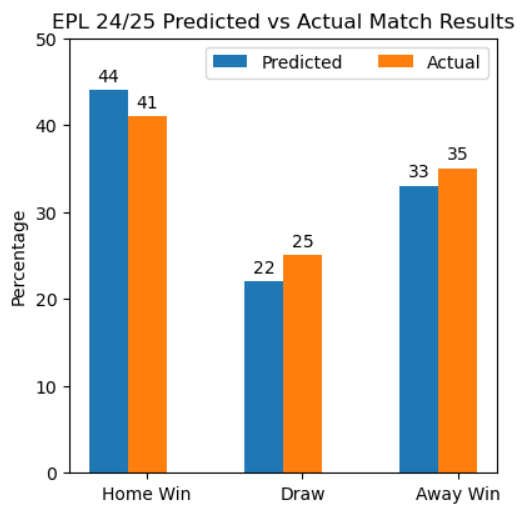 EPL 24/25 Predicted vs Actual Match Results
50
Predicted
Actual
44
41
40
35
33
30
25
22
20
10
0
Percentage
Home Win
Draw
Away Win